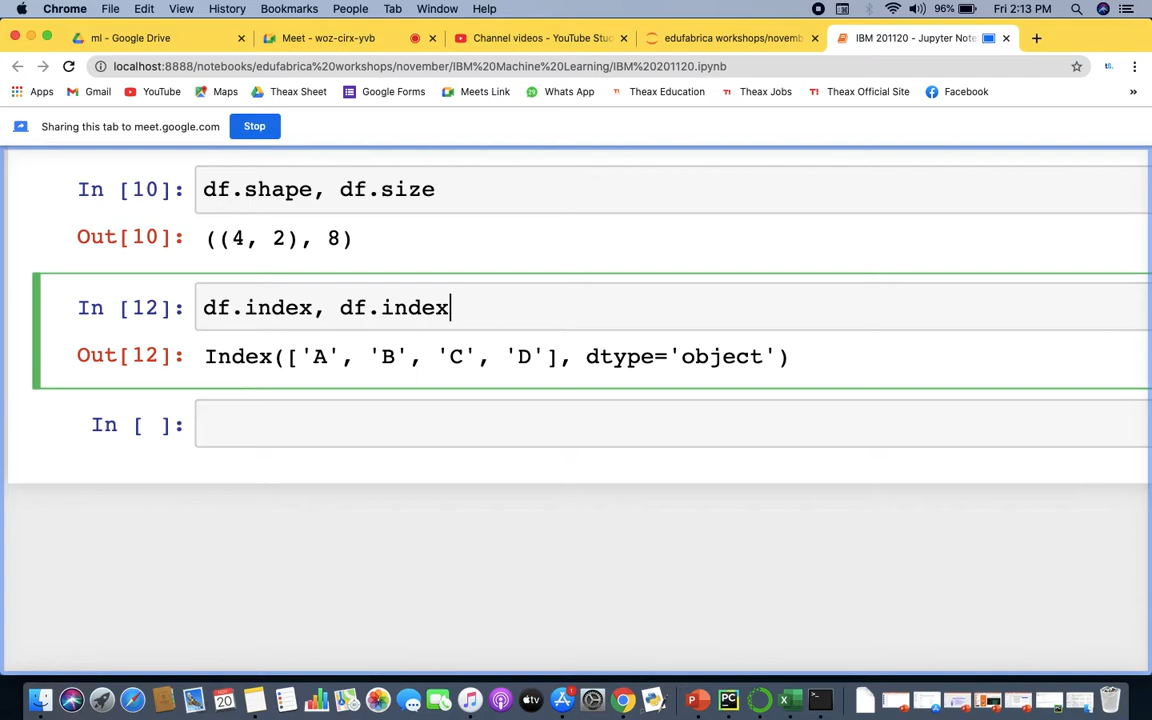 Chrome File Edit View History Bookmarks People Tab Window Help 96% Fri 2:13 PM
ml - Google Drive Meet - woz-cirx-yvb Channel videos - YouTube Stu edufabrica workshops/novemb IBM 201120 - Jupyter Note
localhost:8888/notebooks/edufabrica%20workshops/november/IBM%20Machine%20Learning/IBM%20201120.ipynb
Apps Gmail YouTube Maps Theax Sheet Google Forms Meets Link Whats App Theax Education Theax Jobs Theax Official Site Facebook »
Sharing this tab to meet.google.com Stop
In [10]: df.shape, df.size
Out[10]: ((4, 2), 8)
In [12]: df.index, df.index
Out[12]: Index(['A', 'B', 'C', 'D'], dtype='object')
In [ ]: